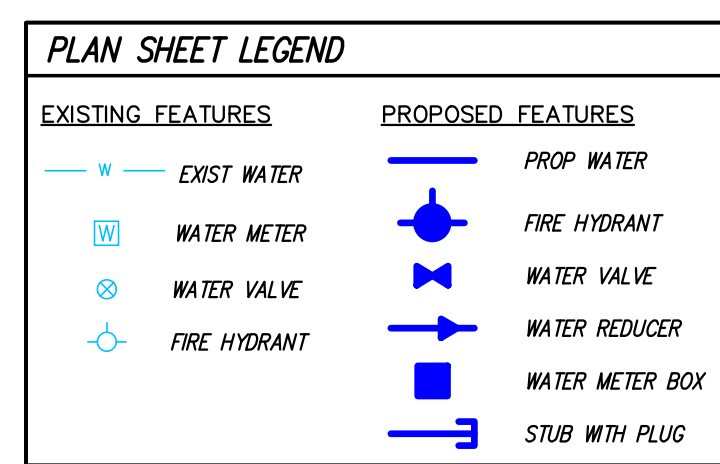 PLAN SHEET LEGEND
EXISTING FEATURES
W EXIST WATER
W WATER METER
WATER VALVE
FIRE HYDRANT
PROPOSED FEATURES
PROP WATER
FIRE HYDRANT
WATER VALVE
WATER REDUCER
WATER METER BOX
STUB WITH PLUG